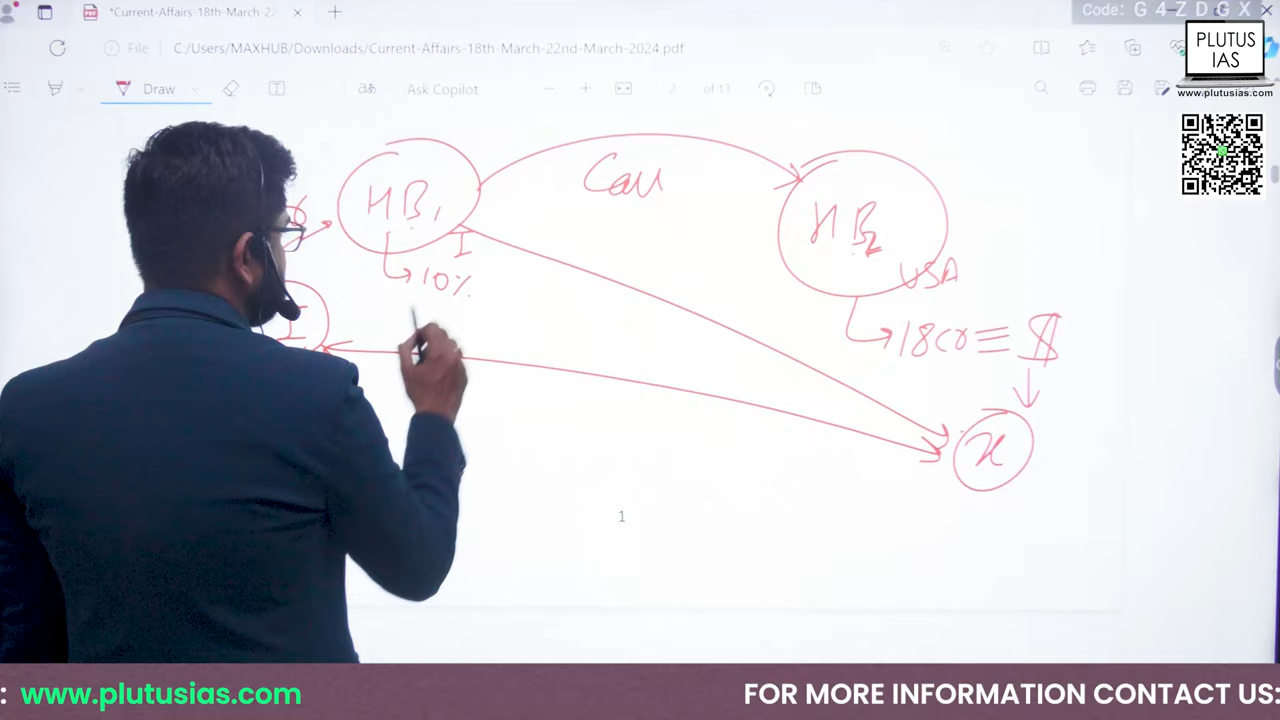 *Current-Affairs-18th-March-2
Code: G 4 Z D G X
File
C:/Users/MAXHUB/Downloads/Current-Affairs-18th-March-22rd-March-2024.pdf
PLUTUS
IAS
www.plutusias.com
Draw
Ask Copilot
2
of 13
HB1
Call
HB2
I
10%
USA
I
18cr ≡ $
x
1
: www.plutusias.com
FOR MORE INFORMATION CONTACT US: